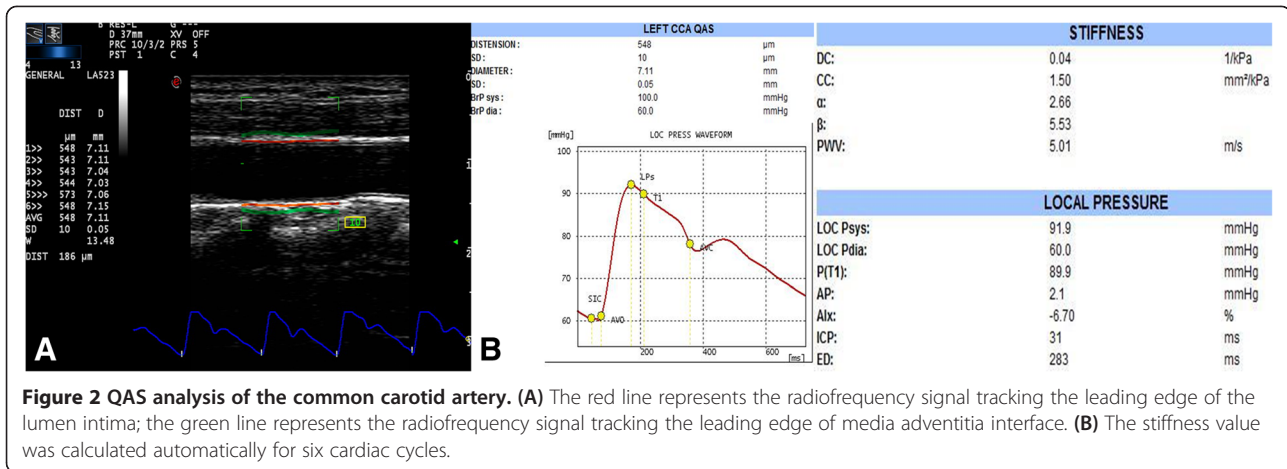 B RES-L G ---
D 37mm XV OFF
PRC 10/3/2 PRS 5
PST 1 C 4
4 13
GENERAL LA523
DIST D
µm mm
1>> 548 7.11
2>> 543 7.11
3>> 543 7.04
4>> 544 7.03
5>>> 573 7.06
6>> 548 7.15
AVG 548 7.11
SD 10 0.05
W 13.48
DIST 186 µm
A
LEFT CCA QAS
DISTENSION : 548 µm
SD : 10 µm
DIAMETER : 7.11 mm
SD : 0.05 mm
BrP sys : 100.0 mmHg
BrP dia : 60.0 mmHg
[mmHg] LOC PRESS WAVEFORM
100
90
80
70
60
LPs
T1
AVC
SIC
AVO
200 400 600
[ms]
B
STIFFNESS
DC: 0.04 1/kPa
CC: 1.50 mm²/kPa
α: 2.66
β: 5.53
PWV: 5.01 m/s
LOCAL PRESSURE
LOC Psys: 91.9 mmHg
LOC Pdia: 60.0 mmHg
P(T1): 89.9 mmHg
AP: 2.1 mmHg
AIx: -6.70 %
ICP: 31 ms
ED: 283 ms
Figure 2 QAS analysis of the common carotid artery. (A) The red line represents the radiofrequency signal tracking the leading edge of the
lumen intima; the green line represents the radiofrequency signal tracking the leading edge of media adventitia interface. (B) The stiffness value
was calculated automatically for six cardiac cycles.